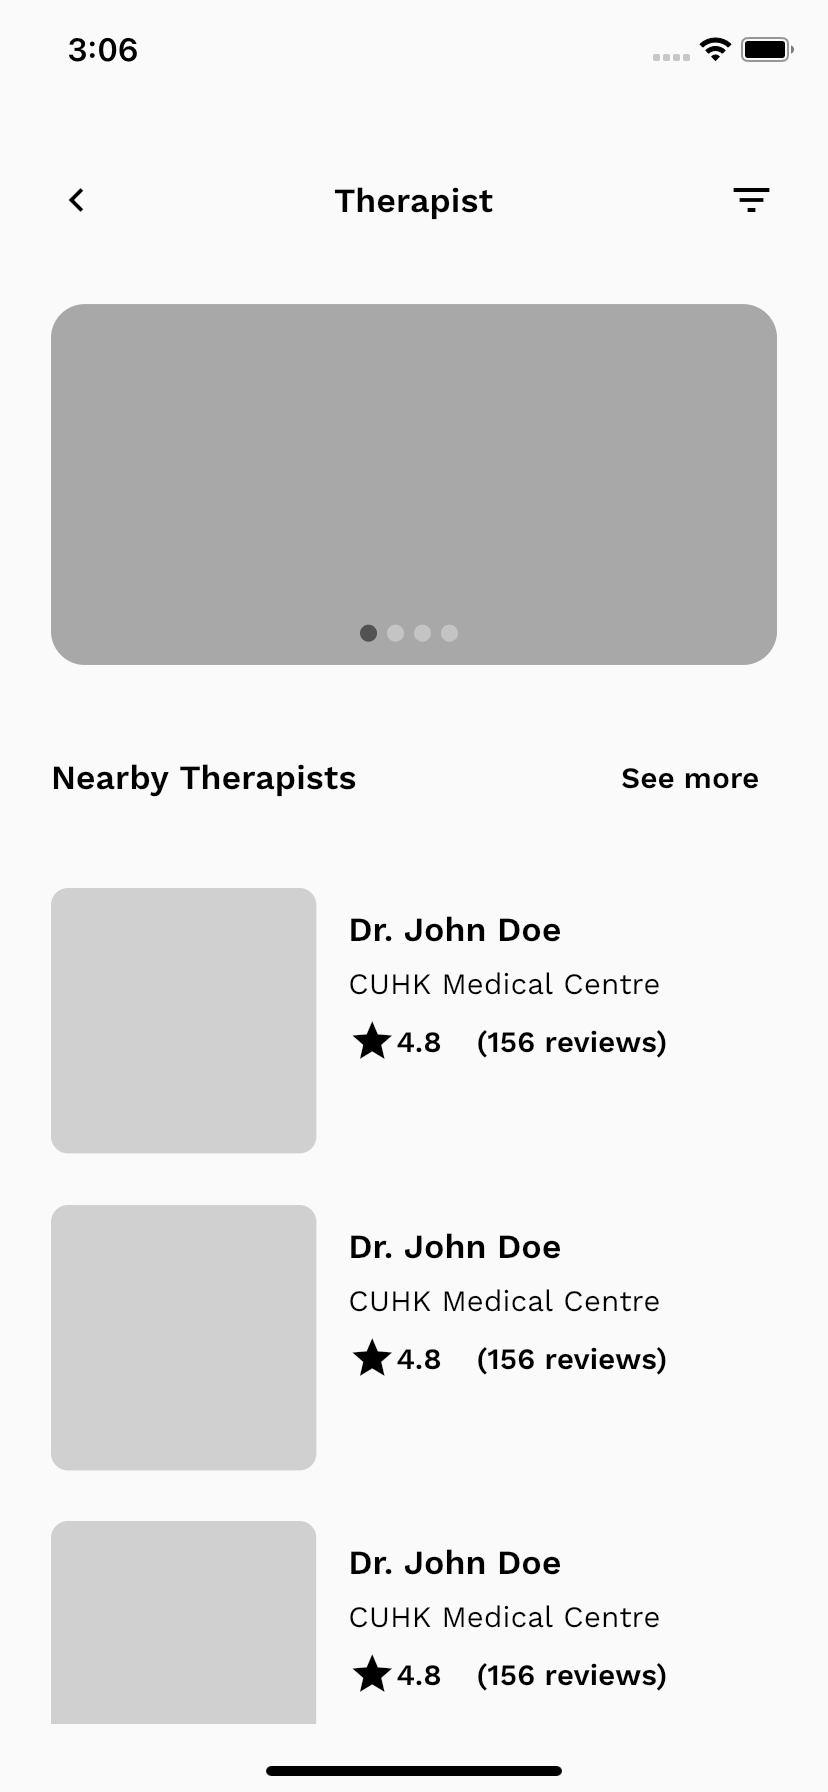 3:06
Therapist
Nearby Therapists
See more
Dr. John Doe
CUHK Medical Centre
4.8 (156 reviews)
Dr. John Doe
CUHK Medical Centre
4.8 (156 reviews)
Dr. John Doe
CUHK Medical Centre
4.8 (156 reviews)